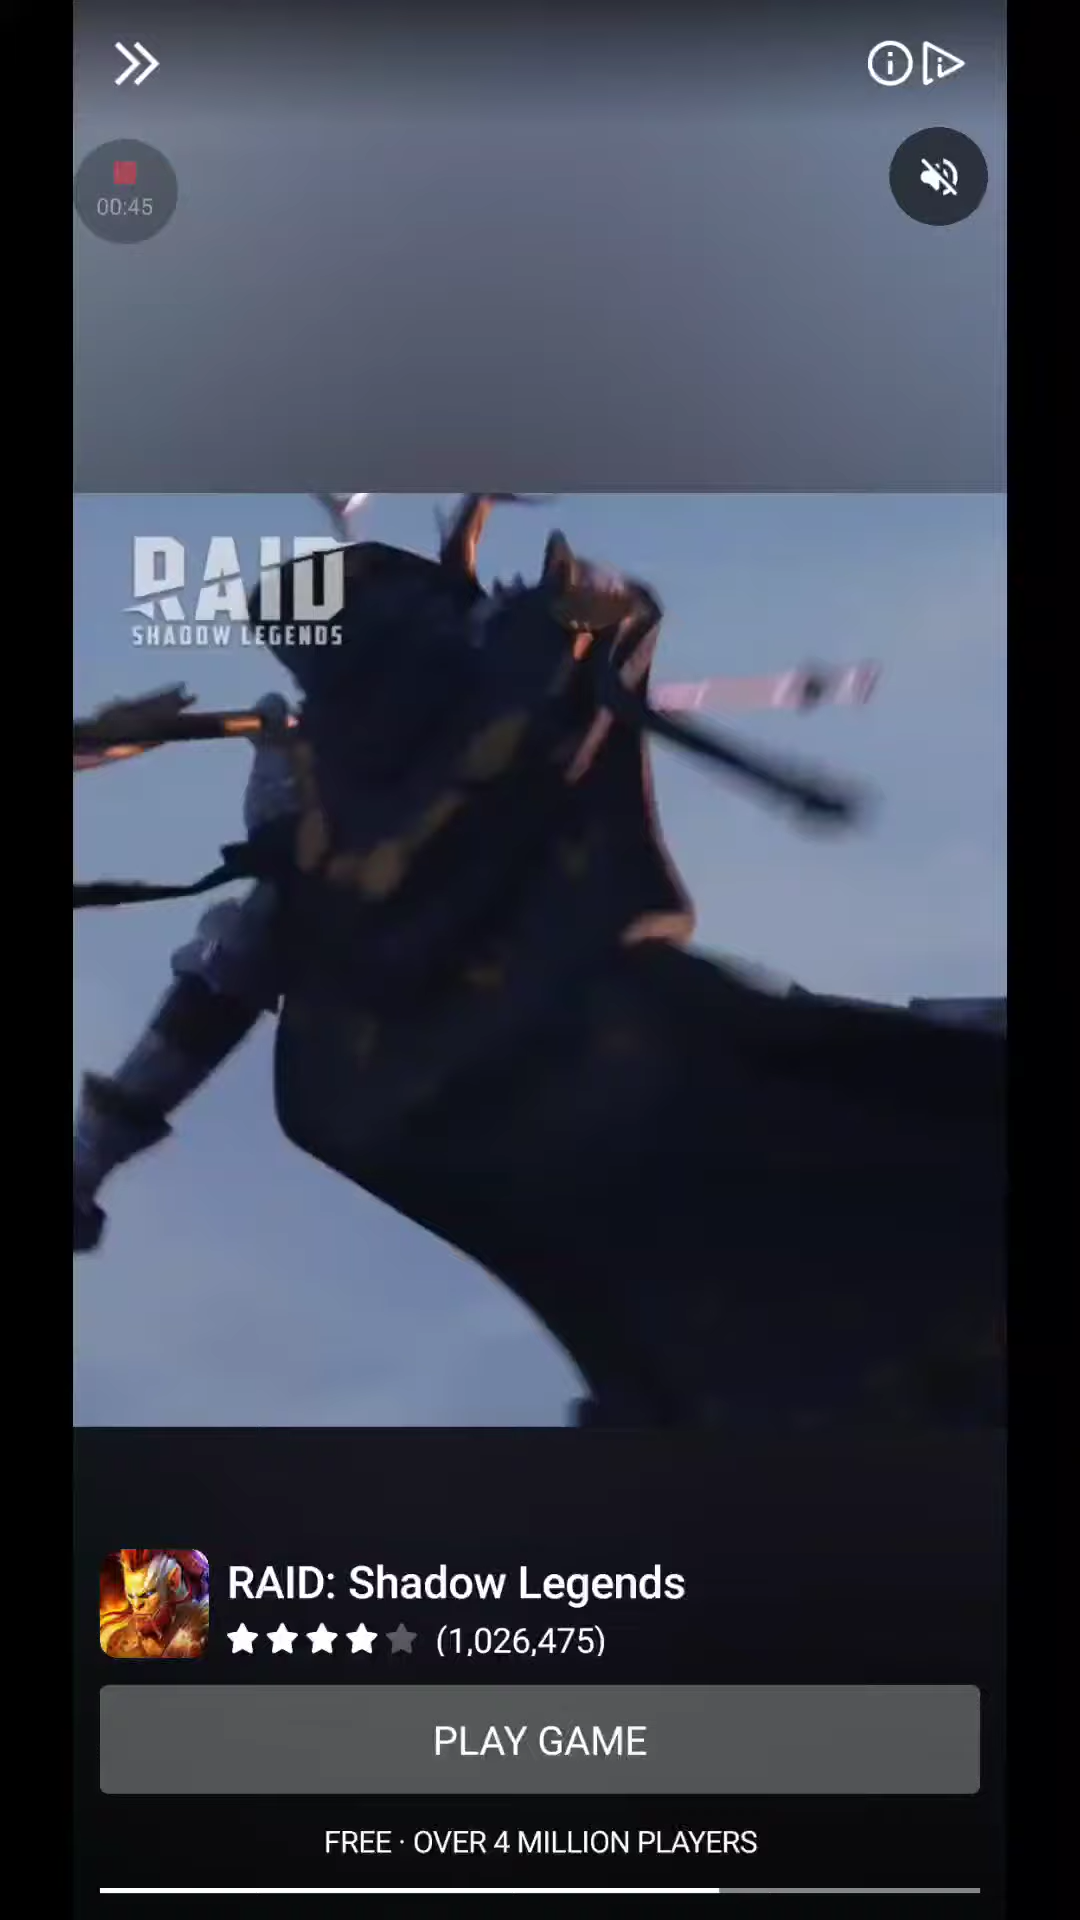 00:45
RAID
SHADOW LEGENDS
RAID: Shadow Legends
(1,026,475)
PLAY GAME
FREE · OVER 4 MILLION PLAYERS